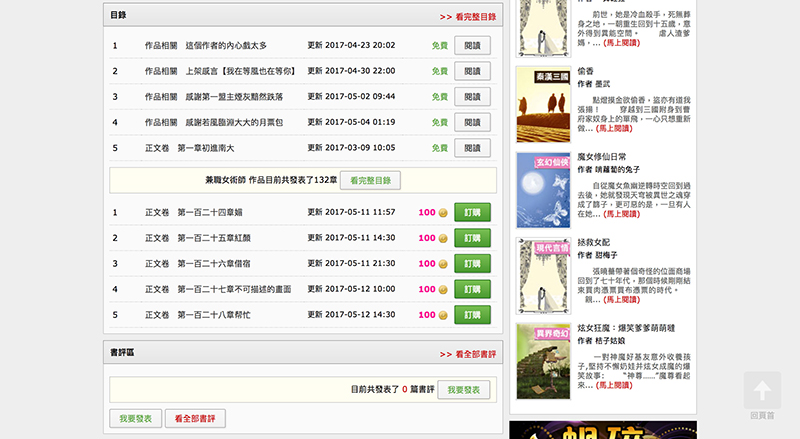 目錄
>> 看完整目錄
1 作品相關 這個作者的內心戲太多 更新 2017-04-23 20:02 免費 閱讀
2 作品相關 上架感言【我在等風也在等你】 更新 2017-04-30 22:00 免費 閱讀
3 作品相關 感謝第一盟主煙灰黯然跌落 更新 2017-05-02 09:44 免費 閱讀
4 作品相關 感謝若風臨淵大大的月票包 更新 2017-05-04 01:19 免費 閱讀
5 正文卷 第一章初進南大 更新 2017-03-09 10:05 免費 閱讀
兼職女術師 作品目前共發表了132章 看完整目錄
1 正文卷 第一百二十四章媚 更新 2017-05-11 11:57 100 訂購
2 正文卷 第一百二十五章紅顏 更新 2017-05-11 14:30 100 訂購
3 正文卷 第一百二十六章借宿 更新 2017-05-11 21:30 100 訂購
4 正文卷 第一百二十七章不可描述的畫面 更新 2017-05-12 10:00 100 訂購
5 正文卷 第一百二十八章幫忙 更新 2017-05-12 14:30 100 訂購
書評區
>> 看全部書評
目前共發表了 0 篇書評 我要發表
我要發表 看全部書評
前世，她是冷血殺手，死無葬
身之地，一朝重生回到十五歲，意
外得到異能空間。 虐人渣爹
媽，... (馬上閱讀)
秦漢三國
偷香
作者 墨武
點燈摸金欲偷香，盜亦有道我
張揚！ 穿越到三國附身到曹
府家奴身上的單飛，一心只想重新
做... (馬上閱讀)
玄幻仙俠
魔女修仙日常
作者 啃蘿蔔的兔子
自從魔女魚幽逆轉時空回過到
去後，她就發現天穹被異世之魂穿
成了篩子，更可惡的是，一旦有人
在她... (馬上閱讀)
現代言情
拯救女配
作者 甜梅子
張曉蔓帶著個奇怪的位面商場
回到了七十年代，那個時候剛剛結
束買肉憑票買布憑票的時代。
親... (馬上閱讀)
異界奇幻
炫女狂魔：爆笑爹爹萌萌噠
作者 桔子姑娘
一對神魔好基友意外收養孩
子,堅持不懈奶娃并炫女成魔的爆
笑故事： “神尊……”魔尊看起
來... (馬上閱讀)
回頁首